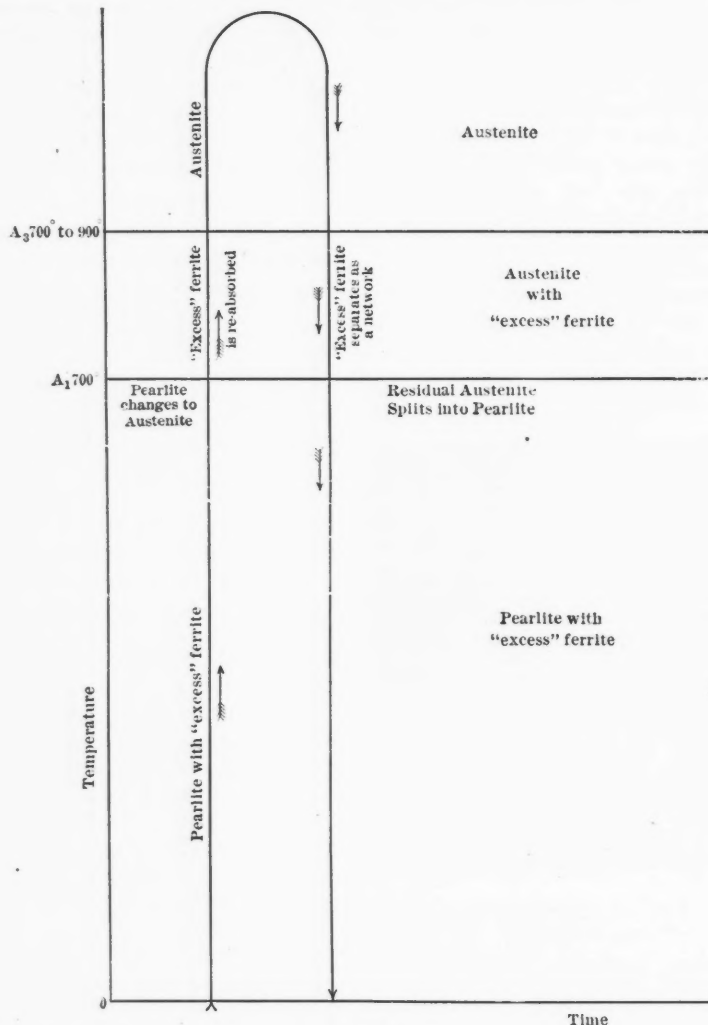 Austenite
Austenite
A₃700° to 900°
"Excess" ferrite
is re-absorbed
"Excess" ferrite
separates as
a network
Austenite
with
"excess" ferrite
A₁700°
Pearlite
changes to
Austenite
Residual Austenite
Splits into Pearlite
Pearlite with "excess" ferrite
Pearlite with
"excess" ferrite
Temperature
0
Time